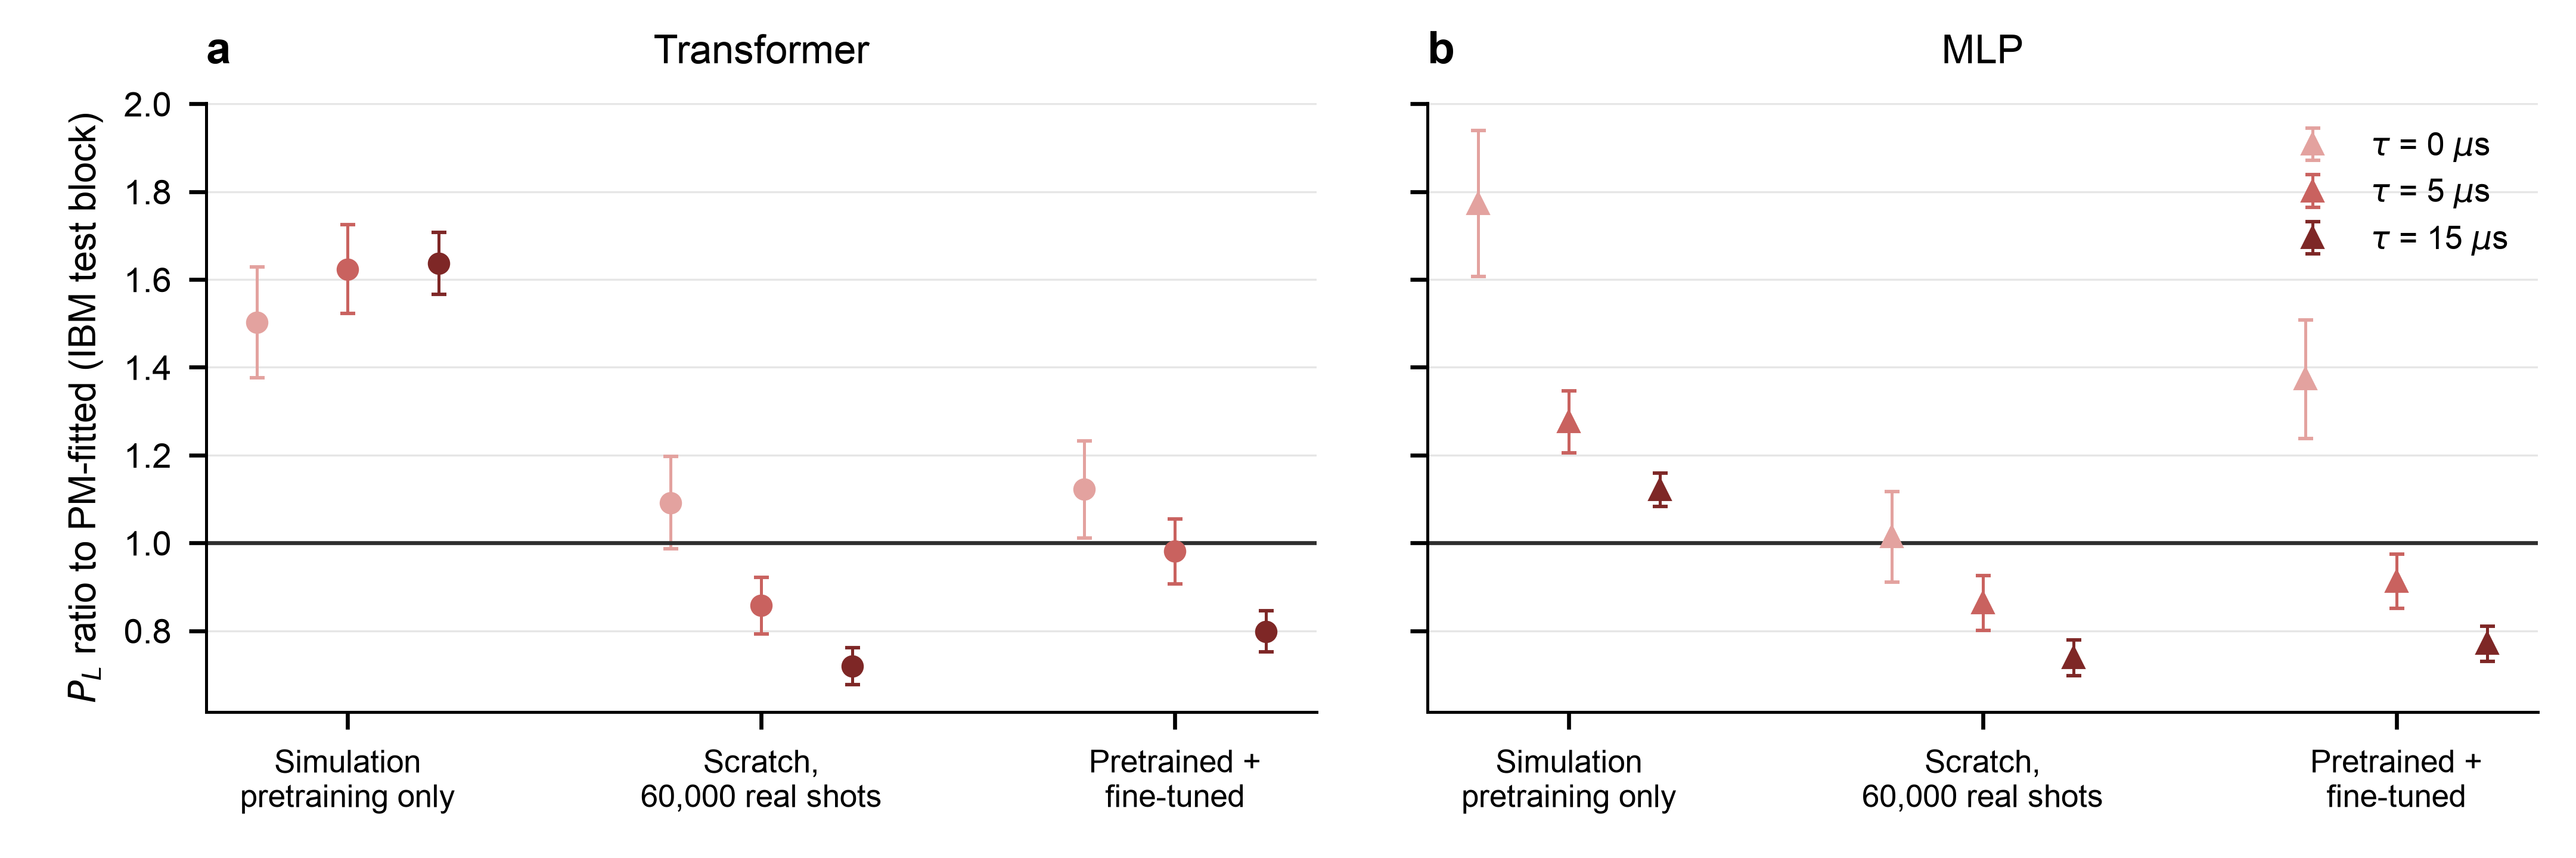 a
Transformer
P_L ratio to PM-fitted (IBM test block)
2.0
1.8
1.6
1.4
1.2
1.0
0.8
Simulation
pretraining only
Scratch,
60,000 real shots
Pretrained +
fine-tuned
b
MLP
τ = 0 μs
τ = 5 μs
τ = 15 μs
Simulation
pretraining only
Scratch,
60,000 real shots
Pretrained +
fine-tuned